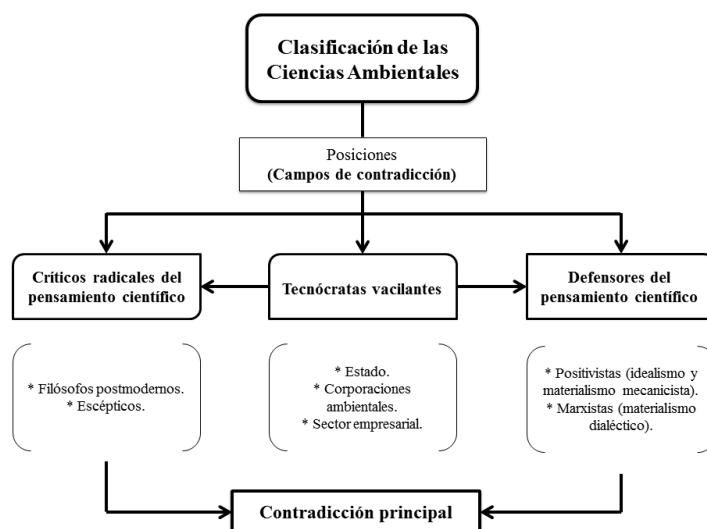 Clasificación de las
Ciencias Ambientales
Posiciones
(Campos de contradicción)
Críticos radicales del
pensamiento científico
Tecnócratas vacilantes
Defensores del
pensamiento científico
* Filósofos postmodernos.
* Escépticos.
* Estado.
* Corporaciones
ambientales.
* Sector empresarial.
* Positivistas (idealismo y
materialismo mecanicista).
* Marxistas (materialismo
dialéctico).
Contradicción principal